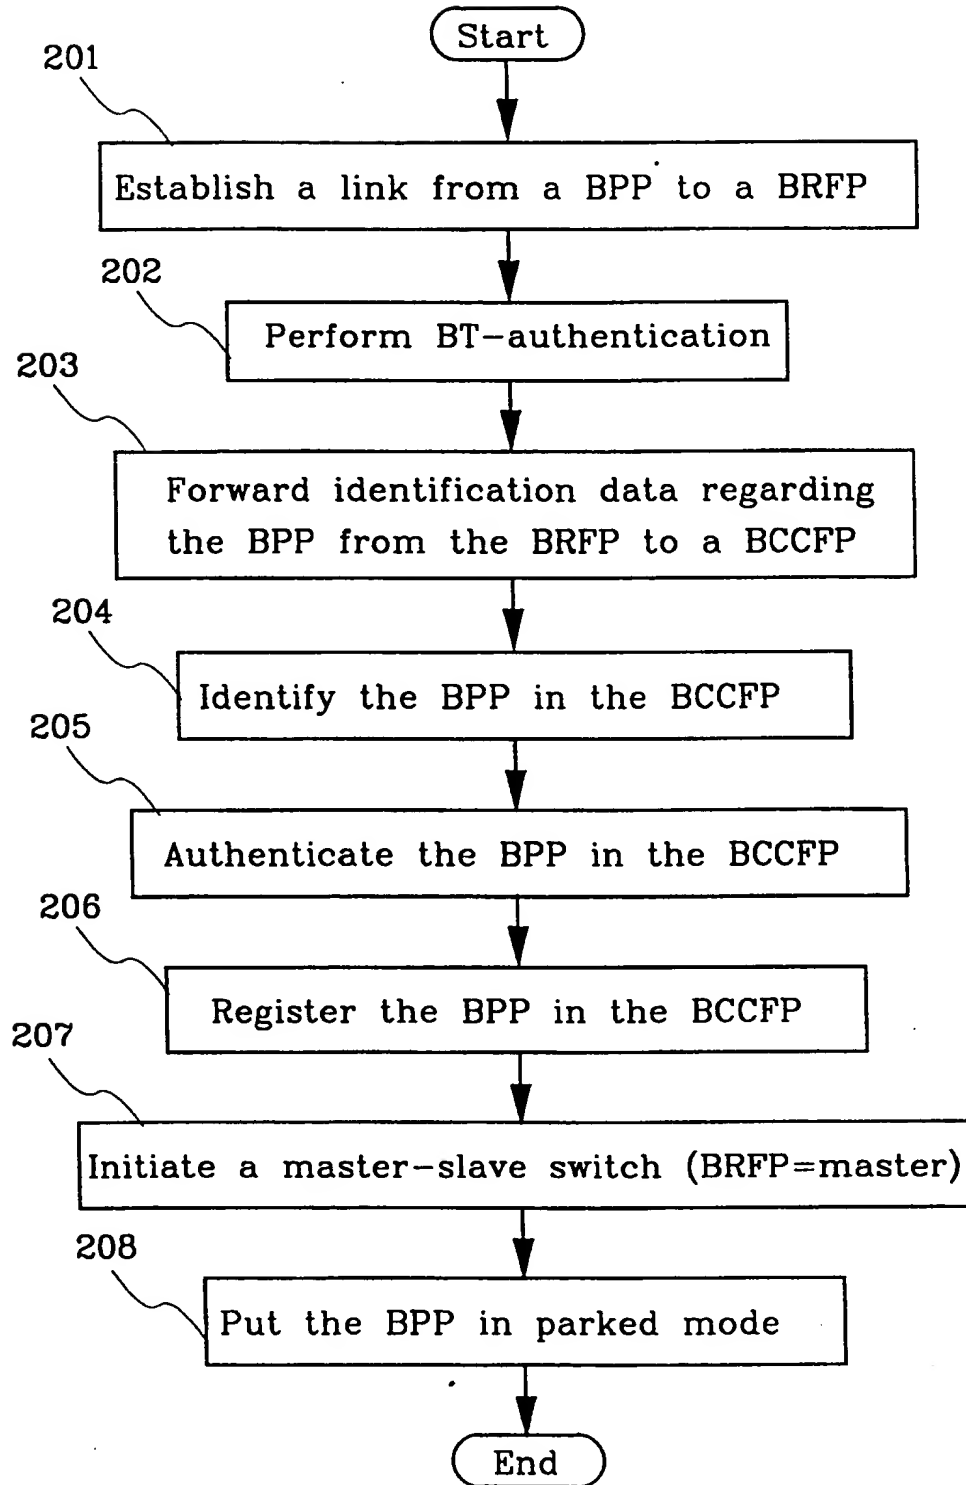 Start
201
Establish a link from a BPP to a BRFP
202
Perform BT-authentication
203
Forward identification data regarding
the BPP from the BRFP to a BCCFP
204
Identify the BPP in the BCCFP
205
Authenticate the BPP in the BCCFP
206
Register the BPP in the BCCFP
207
Initiate a master-slave switch (BRFP=master)
208
Put the BPP in parked mode
End